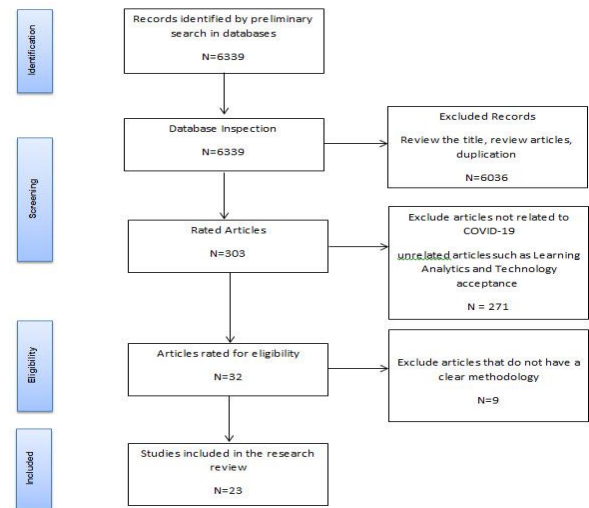 Identification
Records identified by preliminary
search in databases
N=6339
Database Inspection
N=6339
Excluded Records
Review the title, review articles,
duplication
N=6036
Screening
Rated Articles
N=303
Exclude articles not related to
COVID-19
unrelated articles such as Learning
Analytics and Technology
acceptance
N = 271
Eligibility
Articles rated for eligibility
N=32
Exclude articles that do not have a
clear methodology
N=9
Included
Studies included in the research
review
N=23